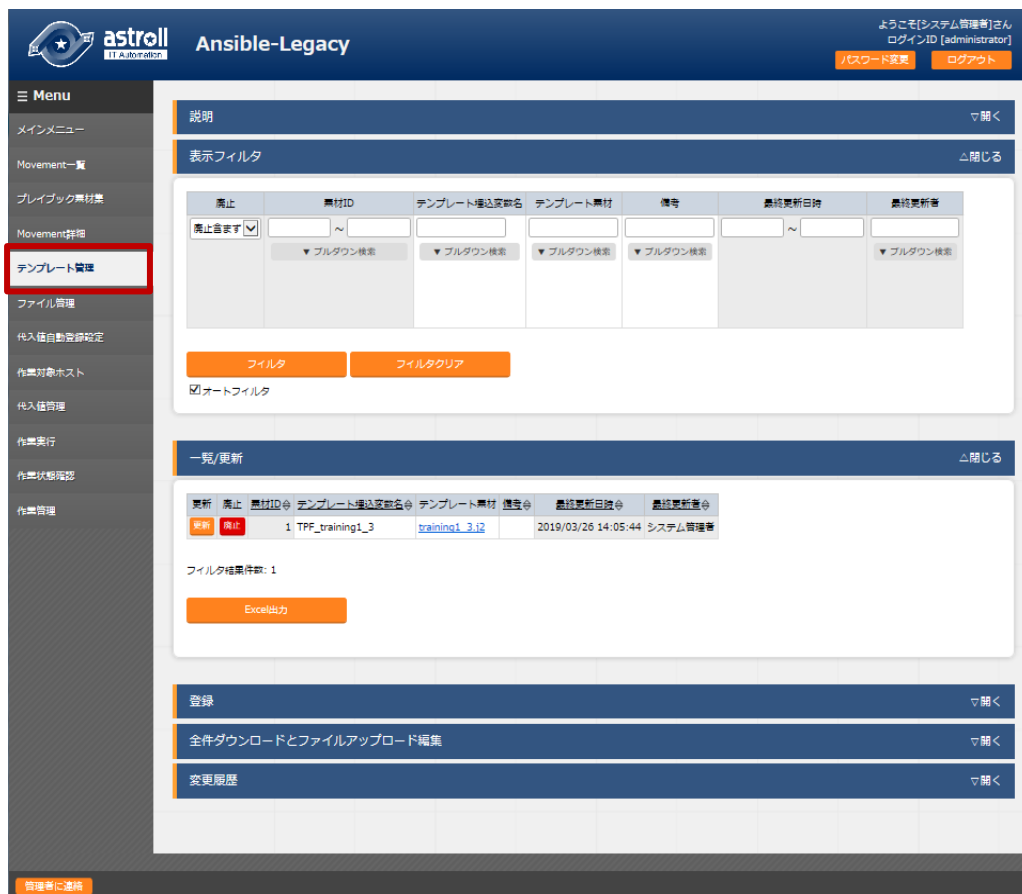 astroll
IT Automation
Ansible-Legacy
ようこそ[システム管理者]さん
ログインID [administrator]
パスワード変更 ログアウト
☰ Menu
メインメニュー
Movement一覧
プレイブック素材集
Movement詳細
テンプレート管理
ファイル管理
代入値自動登録設定
作業対象ホスト
代入値管理
作業実行
作業状態確認
作業管理
説明 ▽開く
表示フィルタ △閉じる
廃止 素材ID テンプレート埋込変数名 テンプレート素材 備考 最終更新日時 最終更新者
廃止含まず ~ ~
▼ プルダウン検索 ▼ プルダウン検索 ▼ プルダウン検索 ▼ プルダウン検索 ▼ プルダウン検索
フィルタ フィルタクリア
オートフィルタ
一覧/更新 △閉じる
更新 廃止 素材ID テンプレート埋込変数名 テンプレート素材 備考 最終更新日時 最終更新者
更新 廃止 1 TPF_training1_3 training1_3.j2 2019/03/26 14:05:44 システム管理者
フィルタ結果件数: 1
Excel出力
登録 ▽開く
全件ダウンロードとファイルアップロード編集 ▽開く
変更履歴 ▽開く
管理者に連絡